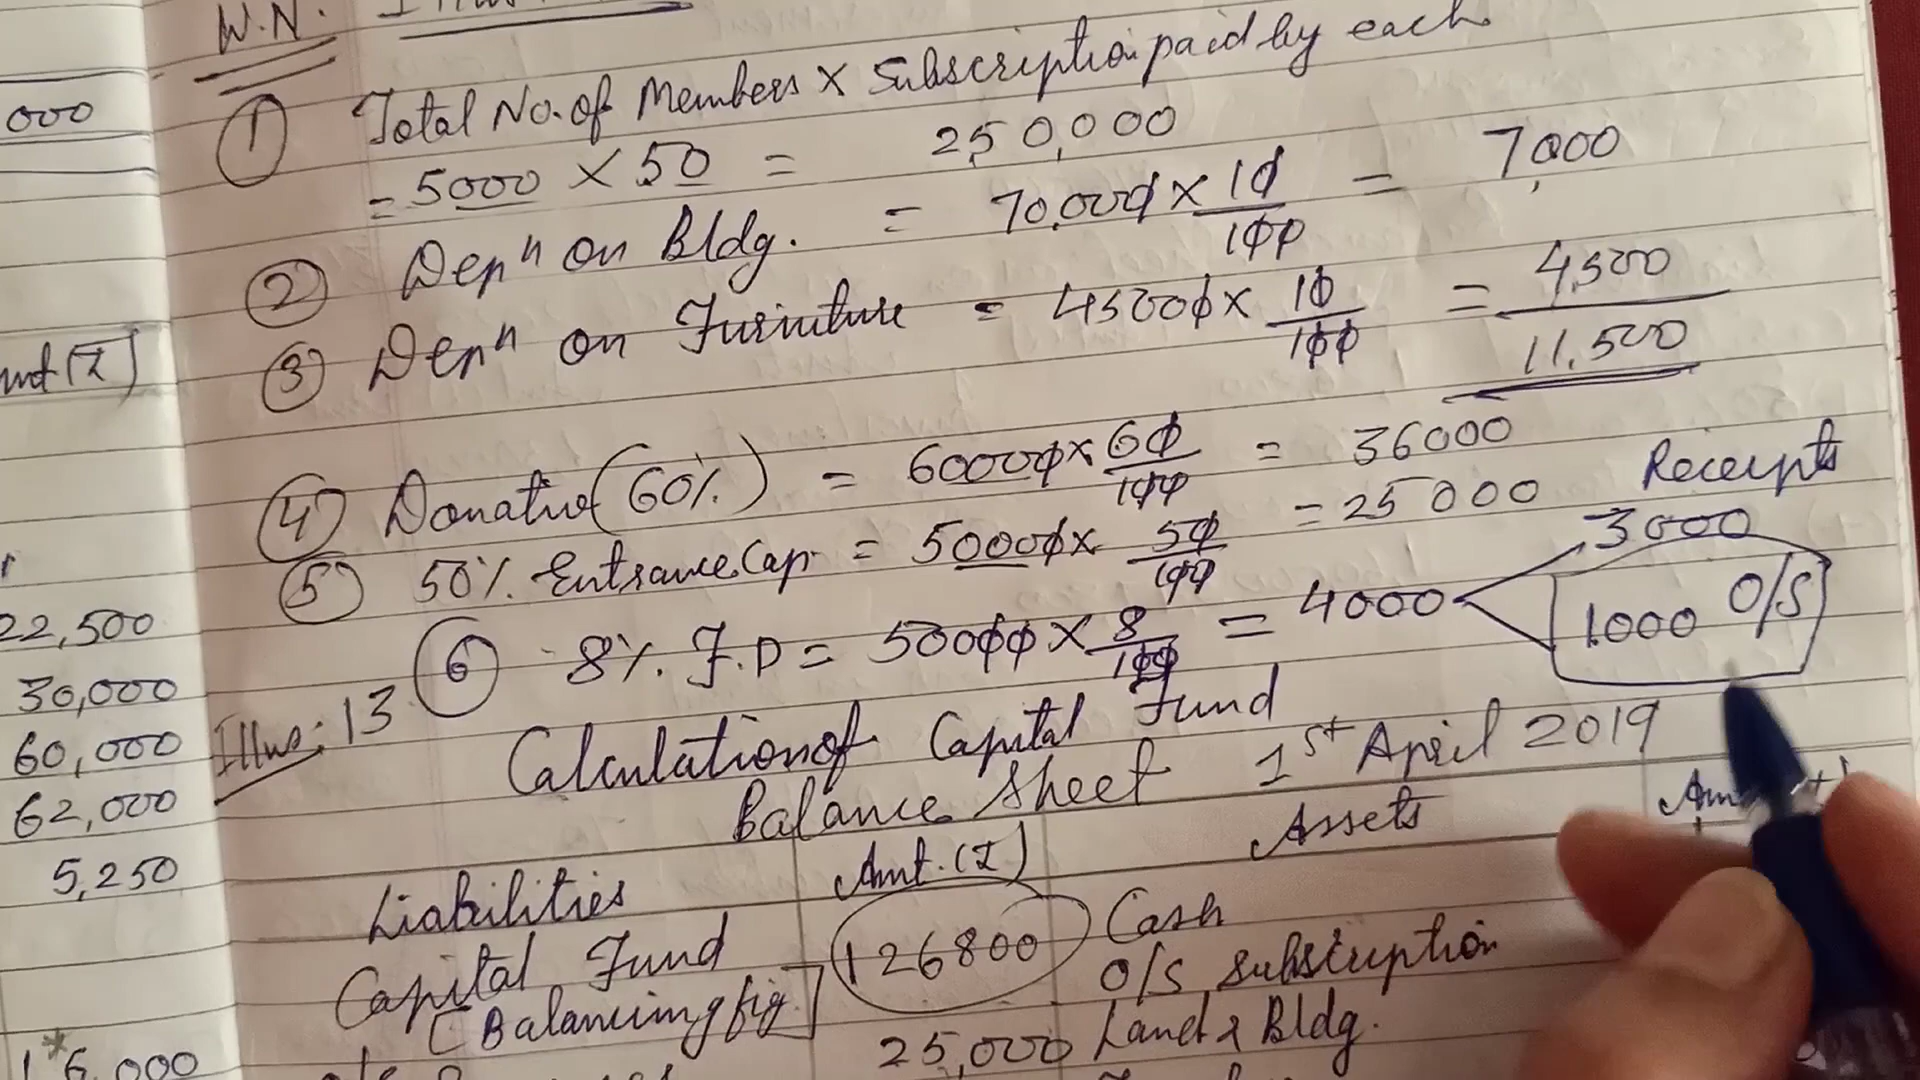 W.N.
000
① Total No. of Members X Subscription paid by each
= 5000 X 50 = 250,000
② Depn on Bldg. = 70,000 X 10/100 = 7,000
③ Depn on Furniture = 45000 X 10/100 = 4,500
11,500
④ Donation (60%) = 60000 X 60/100 = 36000
⑤ 50% Entrance Cap. = 50000 X 50/100 = 25000
Receipts
3000
⑥ 8% F.D = 50000 X 8/100 = 4000
1000 O/S
22,500
30,000
60,000
62,000
5,250
Illus: 13
Calculation of Capital Fund
Balance Sheet 1st April 2019
Liabilities Amt. (₹) Assets
Capital Fund 126800 Cash
[Balancing fig] O/S Subscription
25,000 Land & Bldg.